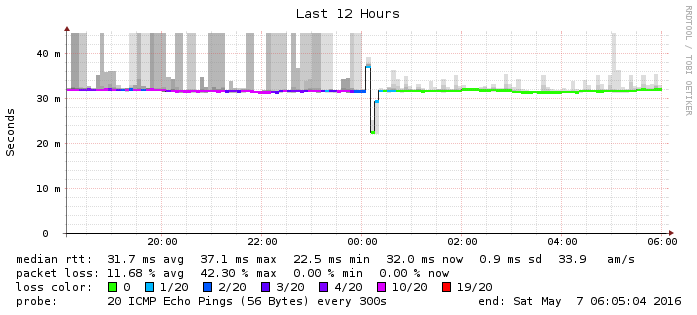 Last 12 Hours
RRDTOOL / TOBI OETIKER
Seconds
40 m
30 m
20 m
10 m
0
20:00 22:00 00:00 02:00 04:00 06:00
median rtt: 31.7 ms avg 37.1 ms max 22.5 ms min 32.0 ms now 0.9 ms sd 33.9 am/s
packet loss: 11.68 % avg 42.30 % max 0.00 % min 0.00 % now
loss color: 0 1/20 2/20 3/20 4/20 10/20 19/20
probe: 20 ICMP Echo Pings (56 Bytes) every 300s end: Sat May 7 06:05:04 2016